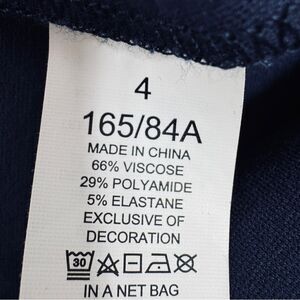 4
165/84A
MADE IN CHINA
66% VISCOSE
29% POLYAMIDE
5% ELASTANE
EXCLUSIVE OF
DECORATION
30
IN A NET BAG